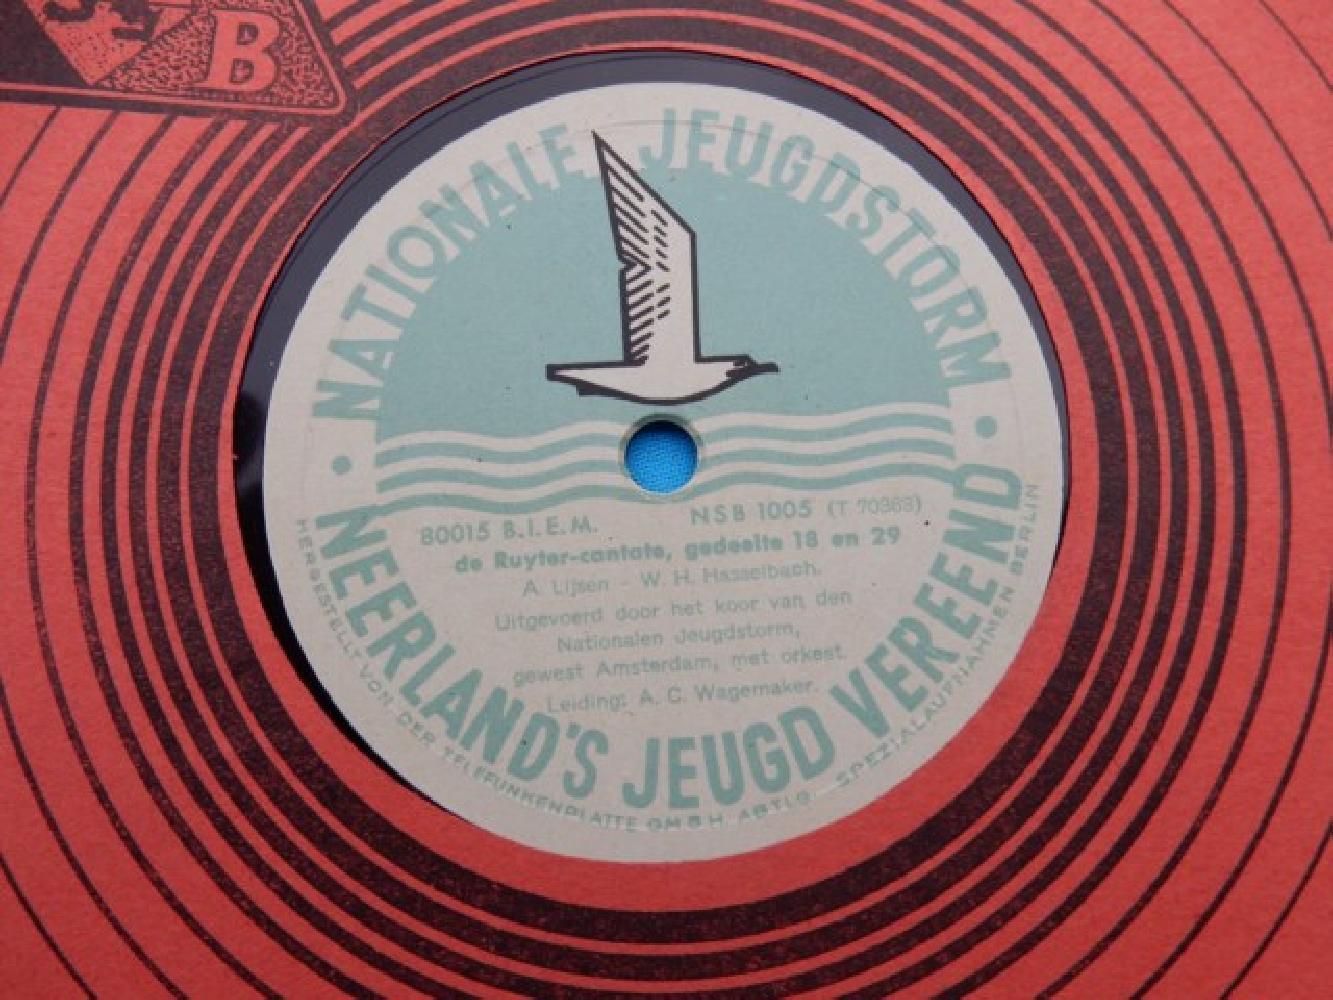 B
NATIONALE JEUGDSTORM
80015 B.I.E.M. NSB 1005 (T 70363)
de Ruyter-cantate, gedeelte 18 en 29
A. Lijsen - W. H. Hasselbach.
Uitgevoerd door het koor van den
Nationalen Jeugdstorm,
gewest Amsterdam, met orkest.
Leiding: A. C. Wagemaker.
NEERLAND'S JEUGD VEREEND
HERGESTELLT VON DER TELEFUNKENPLATTE GMBH ABTLG. SPEZIALAUFNAHMEN BERLIN